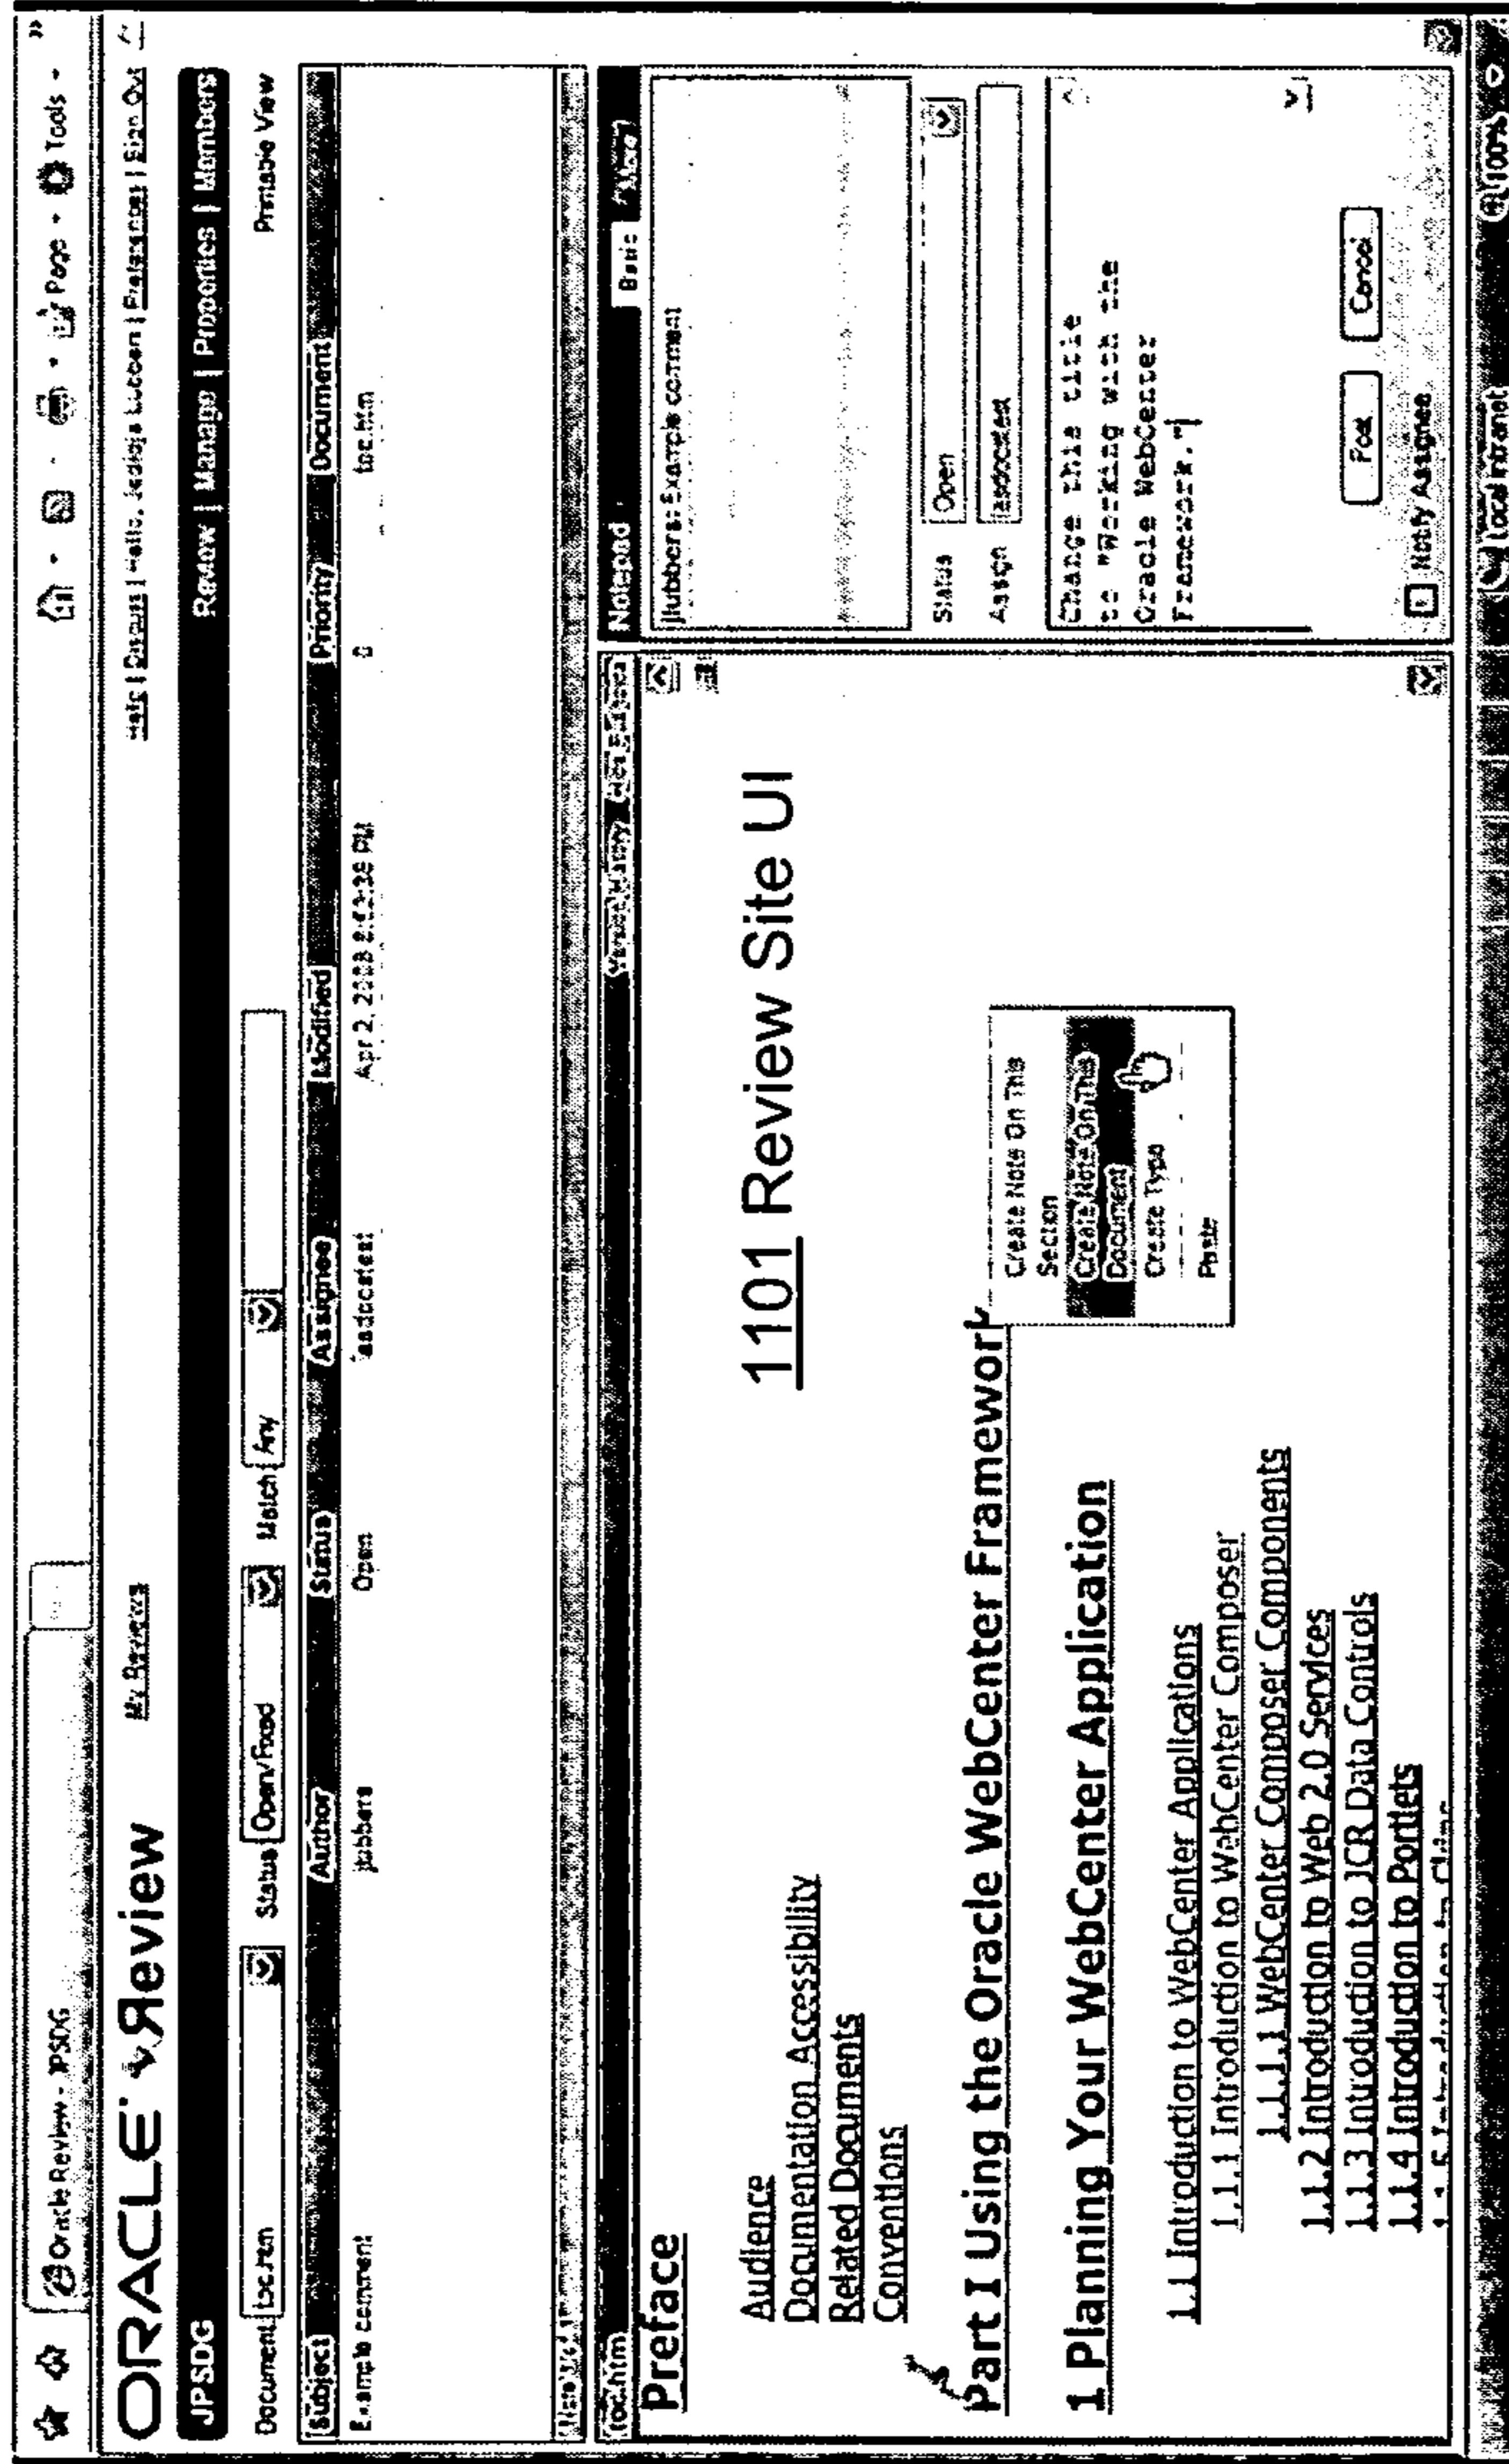 Oracle Review - JPSDG
Page
Tools
»
ORACLE Review
My Reviews
Help | Discuss | Hello, | Preferences | Sign Out
JPSDG
Review | Manage | Properties | Members
Document toc.htm Status Open/Fixed Match Any
Printable View
Subject Author Status Assignee Modified Priority Document
Example comment jlubbers Open iasdoctest Apr 2, 2008 0 toc.htm
toc.htm
Preface
Audience
Documentation Accessibility
Related Documents
Conventions
1101 Review Site UI
Part I Using the Oracle WebCenter Framework
1 Planning Your WebCenter Application
1.1 Introduction to WebCenter Applications
1.1.1 Introduction to WebCenter Composer
1.1.1.1 WebCenter Composer Components
1.1.2 Introduction to Web 2.0 Services
1.1.3 Introduction to JCR Data Controls
1.1.4 Introduction to Portlets
Create Note On This
Section
Create Note On This
Document
Create Typo
Paste
Notepad Basic
jlubbers: Example comment
Status Open
Assign iasdoctest
Change this title
to "Working with the
Oracle WebCenter
Framework."
Post Cancel
Notify Assignee
Local intranet 100%